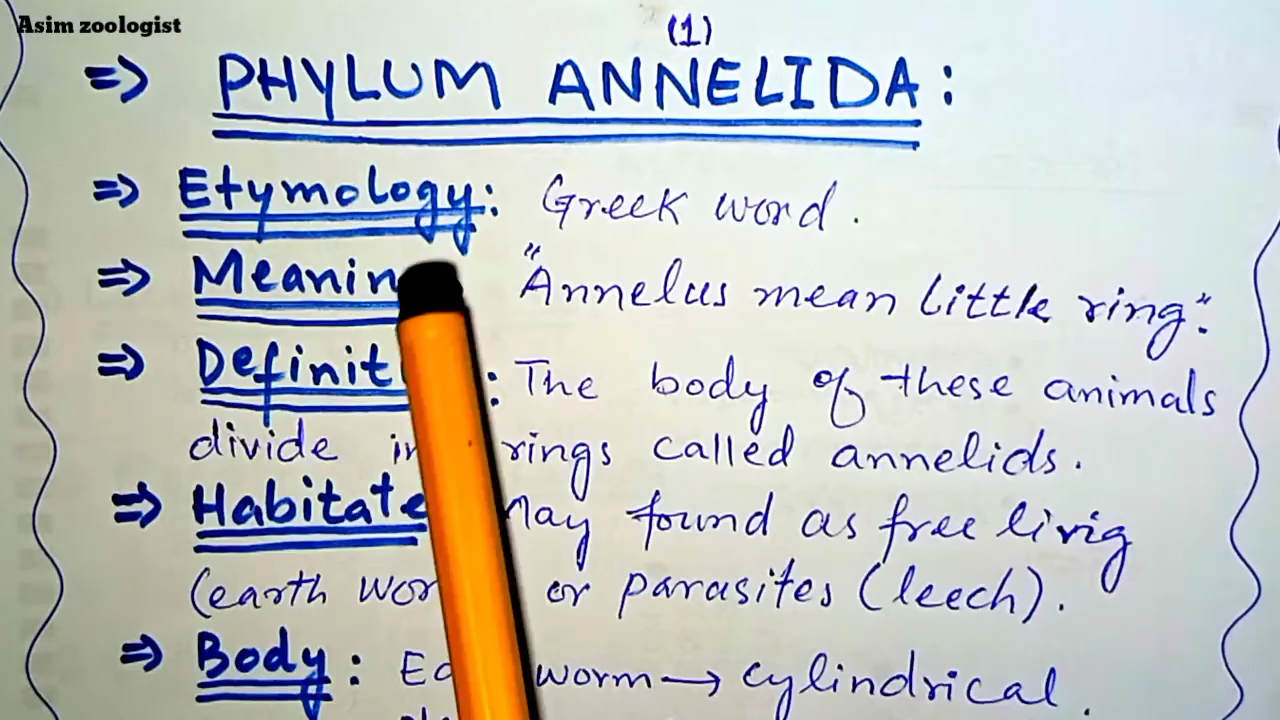 Asim zoologist
(1)
⇒ PHYLUM ANNELIDA:
⇒ Etymology: Greek word.
⇒ Meanin "Annelus mean little ring".
⇒ Definit : The body of these animals
divide in rings called annelids.
⇒ Habitate May found as free livig
(earth wor or parasites (leech).
⇒ Body: Ea worm → cylindrical.